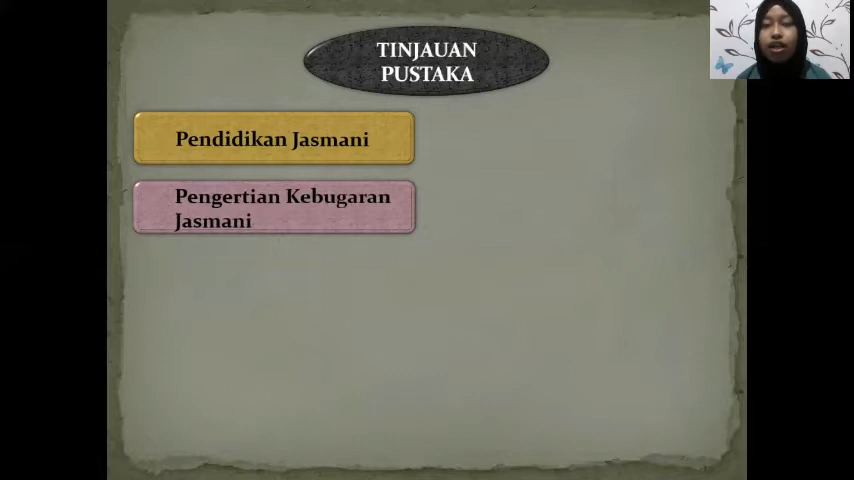 TINJAUAN
PUSTAKA
Pendidikan Jasmani
Pengertian Kebugaran
Jasmani